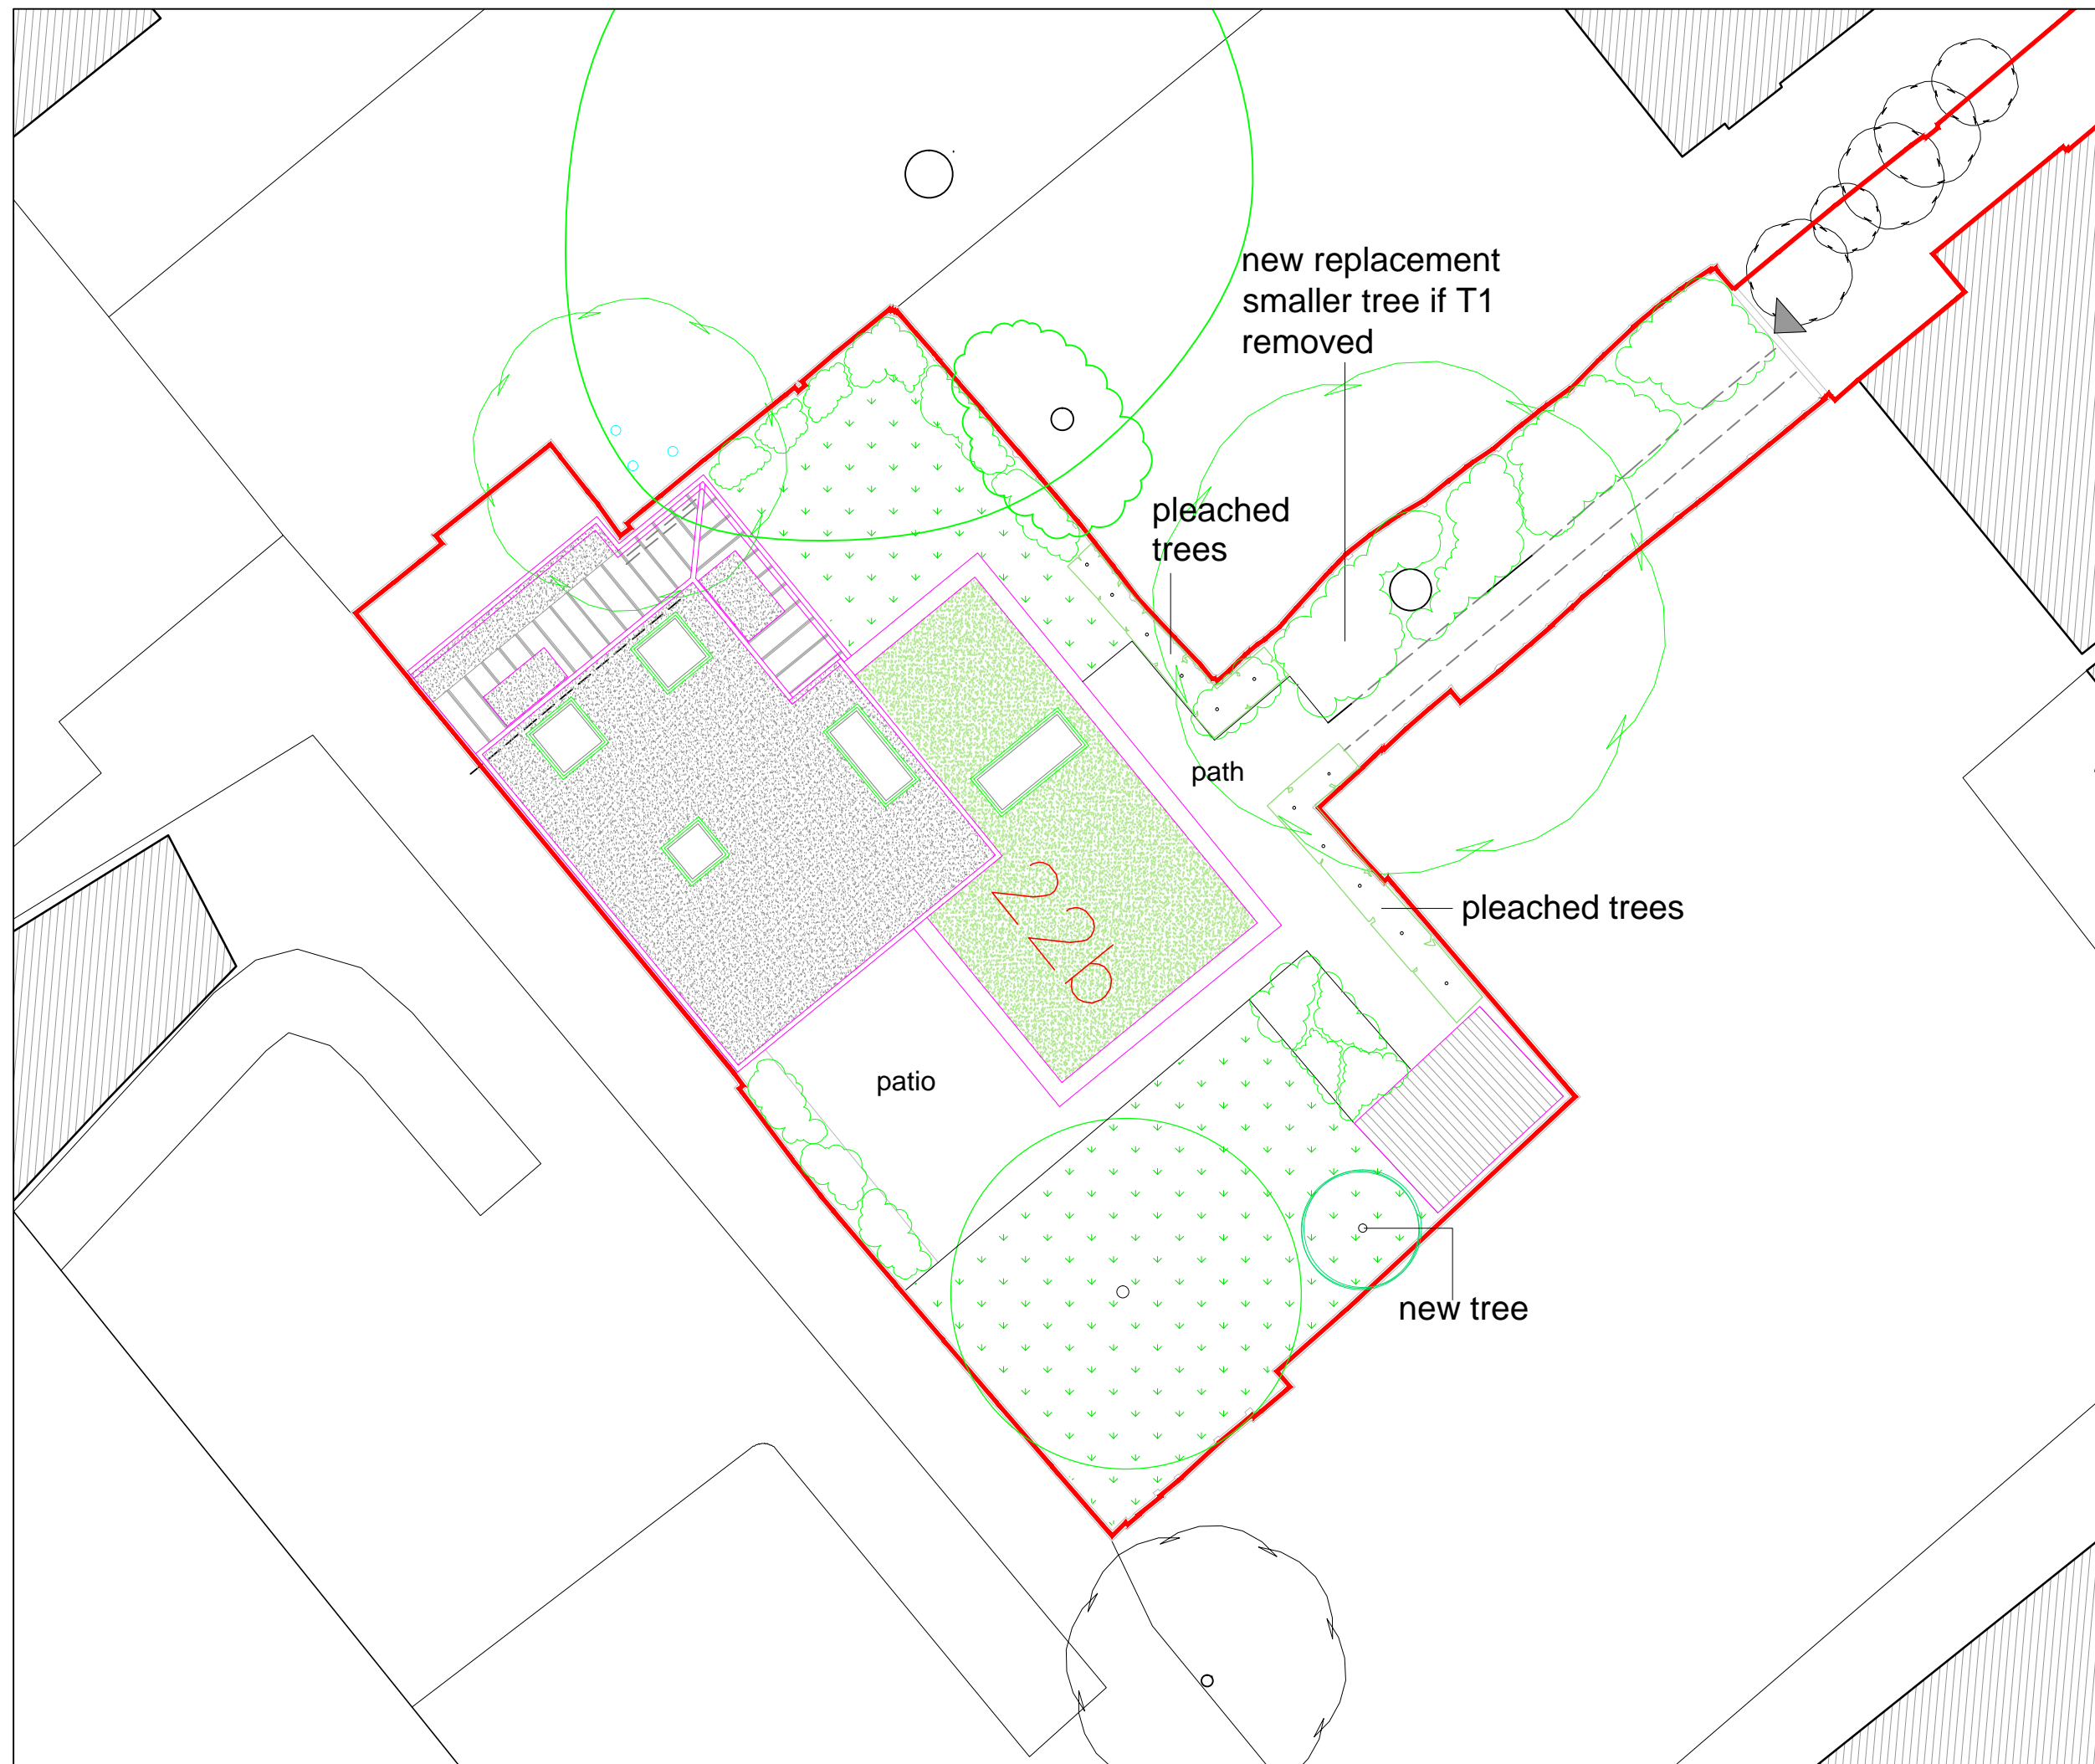 new replacement
smaller tree if T1
removed
pleached
trees
path
pleached trees
22b
patio
new tree